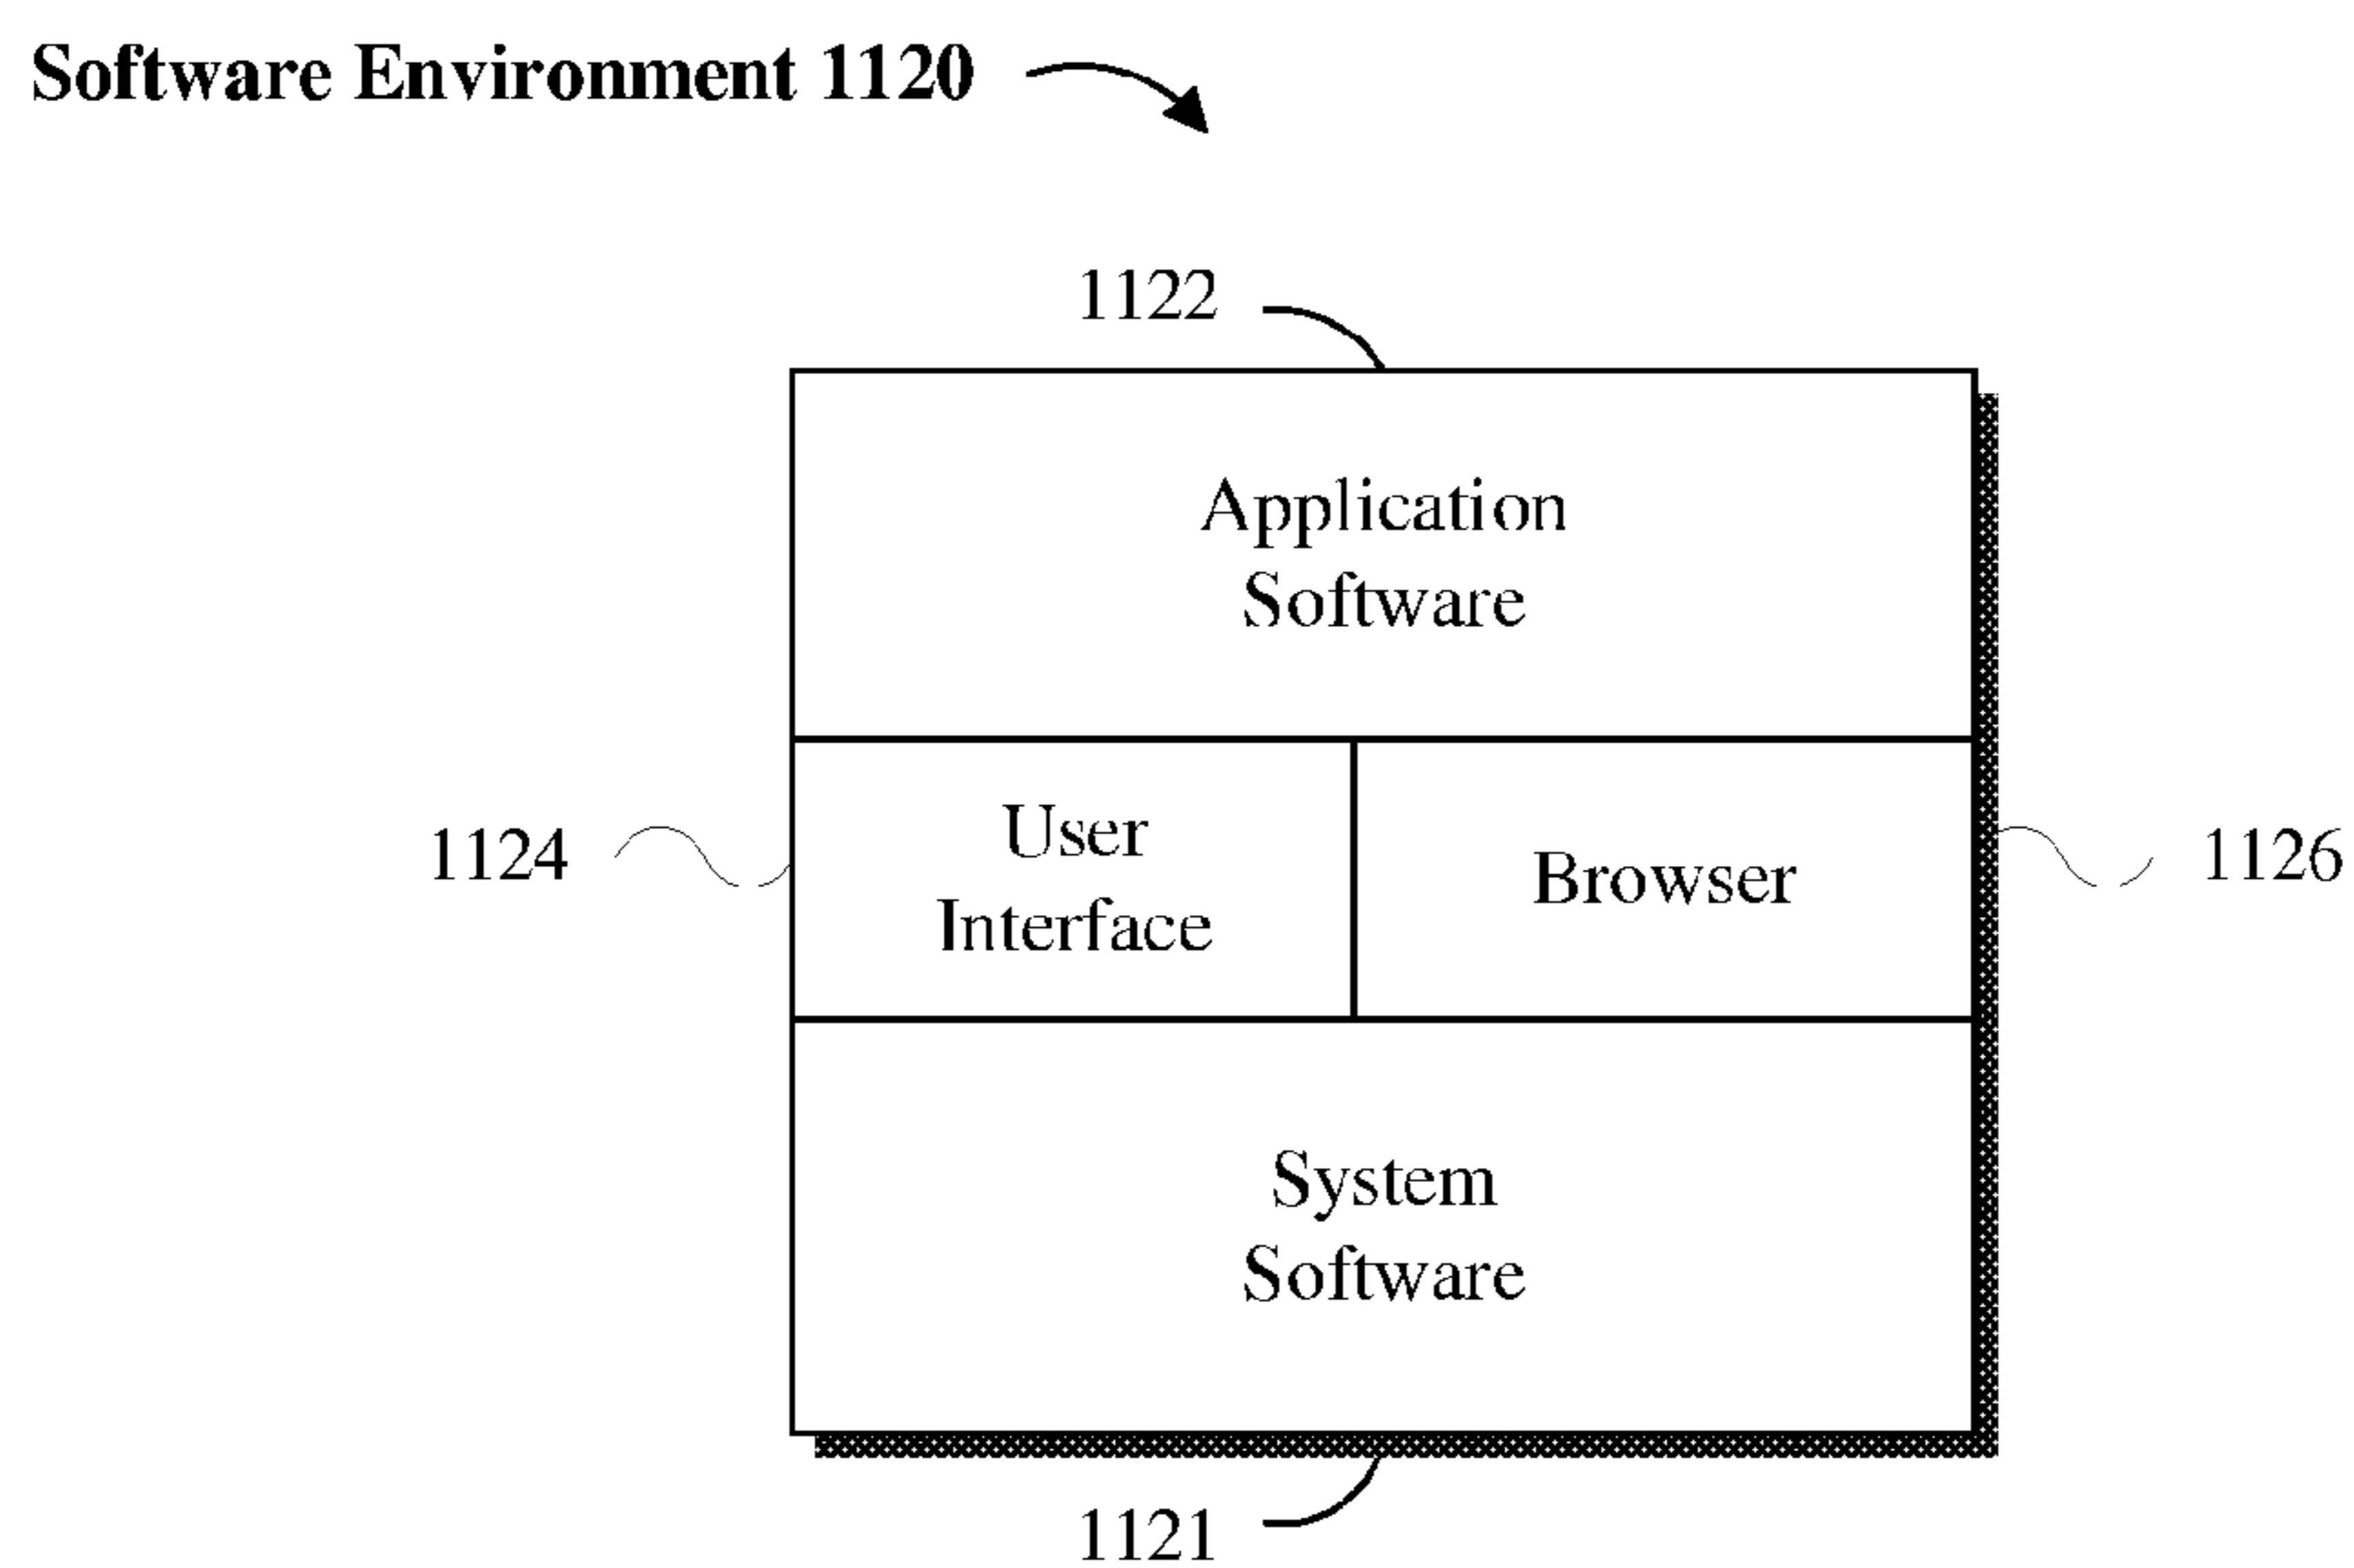 Software Environment 1120
1122
Application
Software
1124
User
Interface
Browser
1126
System
Software
1121